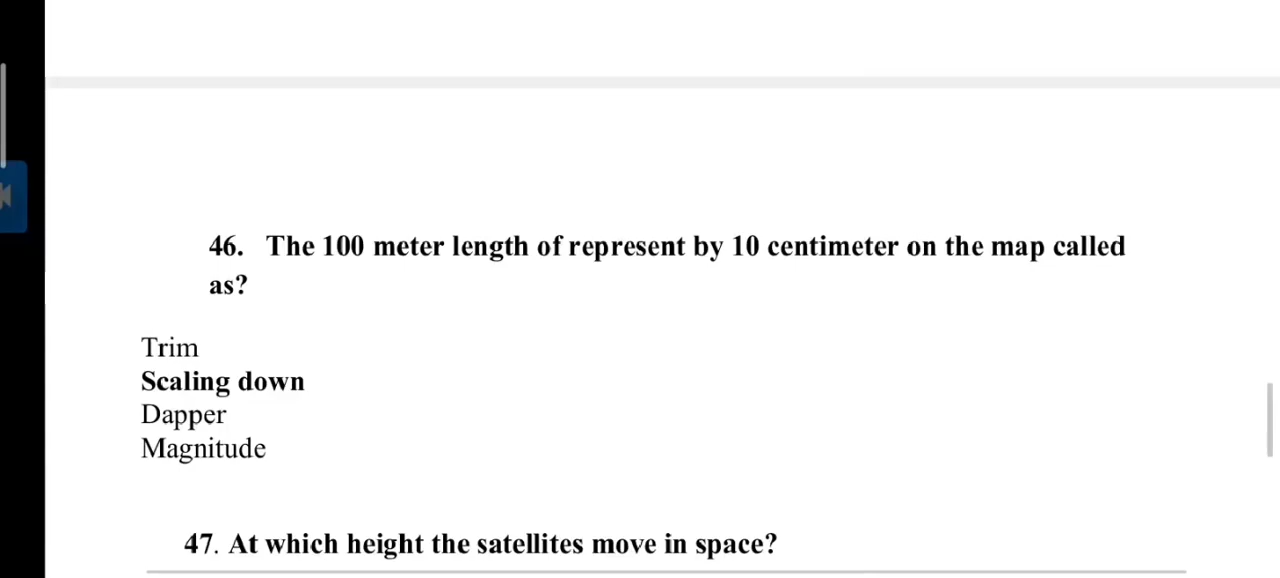 46. The 100 meter length of represent by 10 centimeter on the map called
as?
Trim
Scaling down
Dapper
Magnitude
47. At which height the satellites move in space?